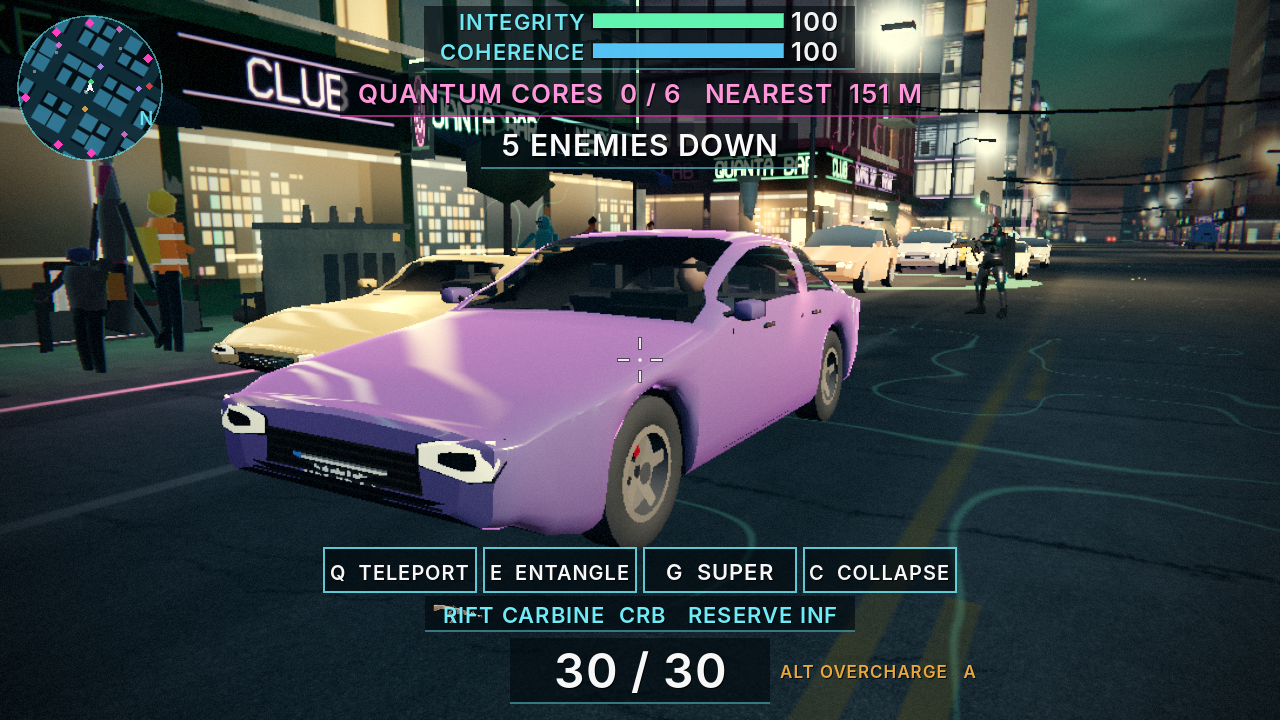 INTEGRITY 100
COHERENCE 100
QUANTUM CORES 0 / 6 NEAREST 151 M
5 ENEMIES DOWN
N
CLUB
QUANTA BAR
CLUB
Q TELEPORT
E ENTANGLE
G SUPER
C COLLAPSE
RIFT CARBINE CRB RESERVE INF
30 / 30
ALT OVERCHARGE A